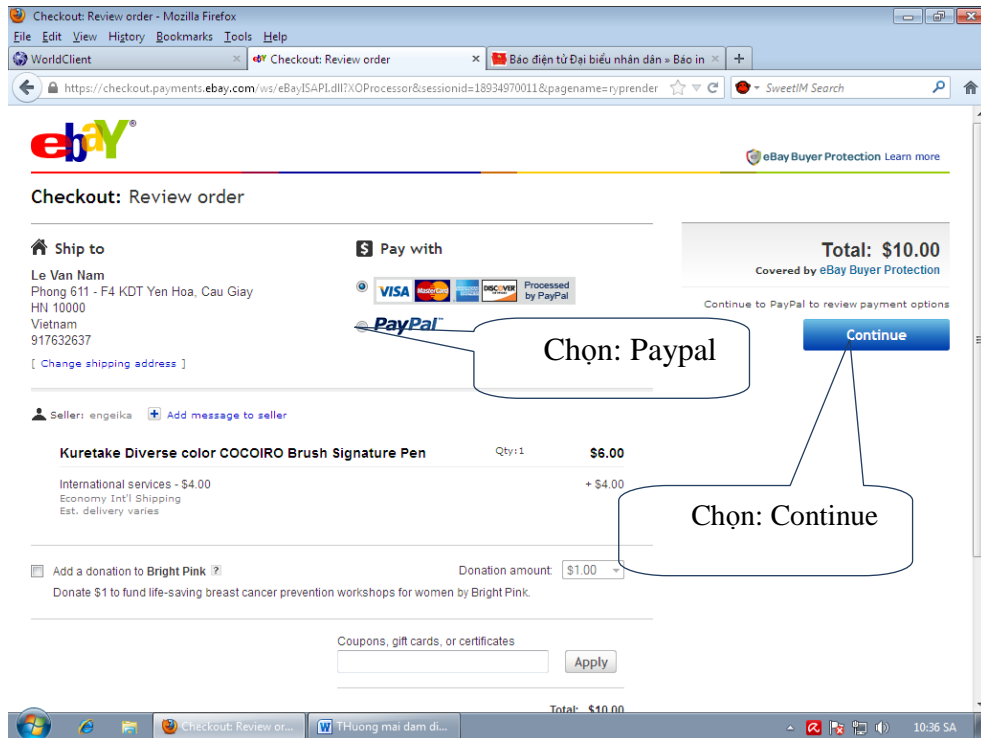 Checkout: Review order - Mozilla Firefox
File Edit View History Bookmarks Tools Help
WorldClient
Checkout: Review order
Báo điện tử Đại biểu nhân dân » Báo in
https://checkout.payments.ebay.com/ws/eBayISAPI.dll?XOProcessor&sessionid=18934970011&pagename=ryprender
SweetIM Search
ebaY®
eBay Buyer Protection Learn more
Checkout: Review order
Ship to
Le Van Nam
Phong 611 - F4 KDT Yen Hoa, Cau Giay
HN 10000
Vietnam
917632637
[ Change shipping address ]
$ Pay with
VISA MasterCard DISCOVER Processed by PayPal
PayPal™
Chọn: Paypal
Total: $10.00
Covered by eBay Buyer Protection
Continue to PayPal to review payment options
Continue
Chọn: Continue
Seller: engeika + Add message to seller
Kuretake Diverse color COCOIRO Brush Signature Pen Qty:1 $6.00
International services - $4.00 + $4.00
Economy Int'l Shipping
Est. delivery varies
Add a donation to Bright Pink ? Donation amount: $1.00
Donate $1 to fund life-saving breast cancer prevention workshops for women by Bright Pink.
Coupons, gift cards, or certificates
Apply
Total: $10.00
Checkout: Review or...
THuong mai dam di...
10:36 SA